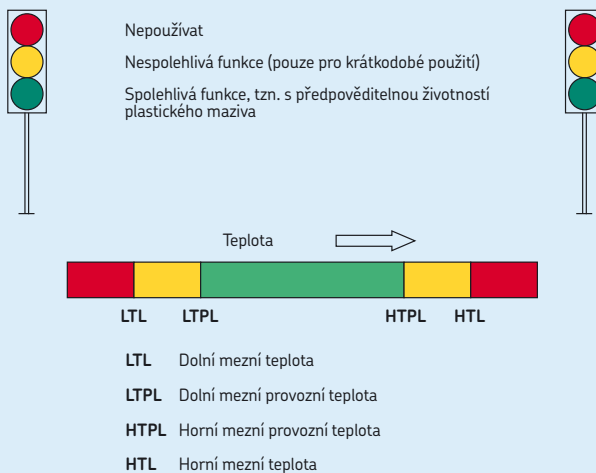 Nepoužívat
Nespolehlivá funkce (pouze pro krátkodobé použití)
Spolehlivá funkce, tzn. s předpověditelnou životností
plastického maziva
Teplota
LTL LTPL HTPL HTL
LTL Dolní mezní teplota
LTPL Dolní mezní provozní teplota
HTPL Horní mezní provozní teplota
HTL Horní mezní teplota